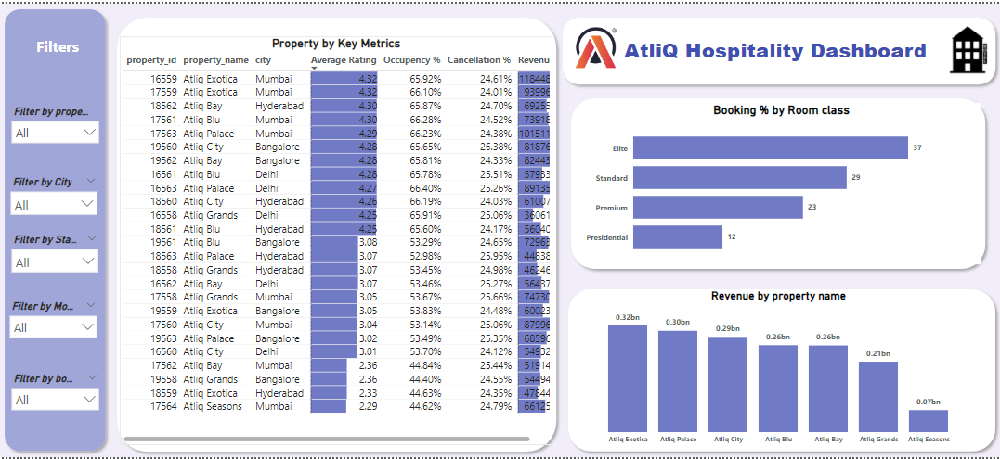 Filters
Filter by prope...
All
Filter by City
All
Filter by Sta...
All
Filter by Mo...
All
Filter by bo...
All
Property by Key Metrics
property_id property_name city Average Rating Occupancy % Cancellation % Revenu
16559 Atliq Exotica Mumbai 4.32 65.92% 24.61% 118448
17559 Atliq Exotica Mumbai 4.32 66.10% 24.01% 93996
18562 Atliq Bay Hyderabad 4.30 65.87% 24.70% 69255
17561 Atliq Blu Mumbai 4.30 66.28% 24.52% 73918
17563 Atliq Palace Mumbai 4.29 66.23% 24.38% 101511
19560 Atliq City Bangalore 4.28 65.65% 26.38% 81876
19562 Atliq Bay Bangalore 4.28 65.81% 24.33% 82443
16561 Atliq Blu Delhi 4.28 65.78% 25.51% 57933
16563 Atliq Palace Delhi 4.27 66.40% 25.26% 89135
18560 Atliq City Hyderabad 4.26 66.19% 24.03% 61007
16558 Atliq Grands Delhi 4.25 65.91% 25.06% 36061
18561 Atliq Blu Hyderabad 4.25 65.60% 24.17% 56040
19561 Atliq Blu Bangalore 3.08 53.29% 24.65% 72963
18563 Atliq Palace Hyderabad 3.07 52.98% 25.95% 44838
18558 Atliq Grands Hyderabad 3.07 53.45% 24.98% 46246
16562 Atliq Bay Delhi 3.07 53.46% 25.27% 56437
17558 Atliq Grands Mumbai 3.05 53.67% 25.66% 74730
19559 Atliq Exotica Bangalore 3.05 53.83% 24.48% 60023
17560 Atliq City Mumbai 3.04 53.14% 25.06% 87996
19563 Atliq Palace Bangalore 3.02 53.49% 25.35% 68596
16560 Atliq City Delhi 3.01 53.70% 24.12% 54932
17562 Atliq Bay Mumbai 2.36 44.84% 25.44% 51914
19558 Atliq Grands Bangalore 2.36 44.40% 24.55% 54494
18559 Atliq Exotica Hyderabad 2.33 44.63% 24.35% 47844
17564 Atliq Seasons Mumbai 2.29 44.62% 24.79% 66125
AtliQ Hospitality Dashboard
Booking % by Room class
Elite 37
Standard 29
Premium 23
Presidential 12
Revenue by property name
0.32bn 0.30bn 0.29bn 0.26bn 0.26bn 0.21bn 0.07bn
Atliq Exotica Atliq Palace Atliq City Atliq Blu Atliq Bay Atliq Grands Atliq Seasons